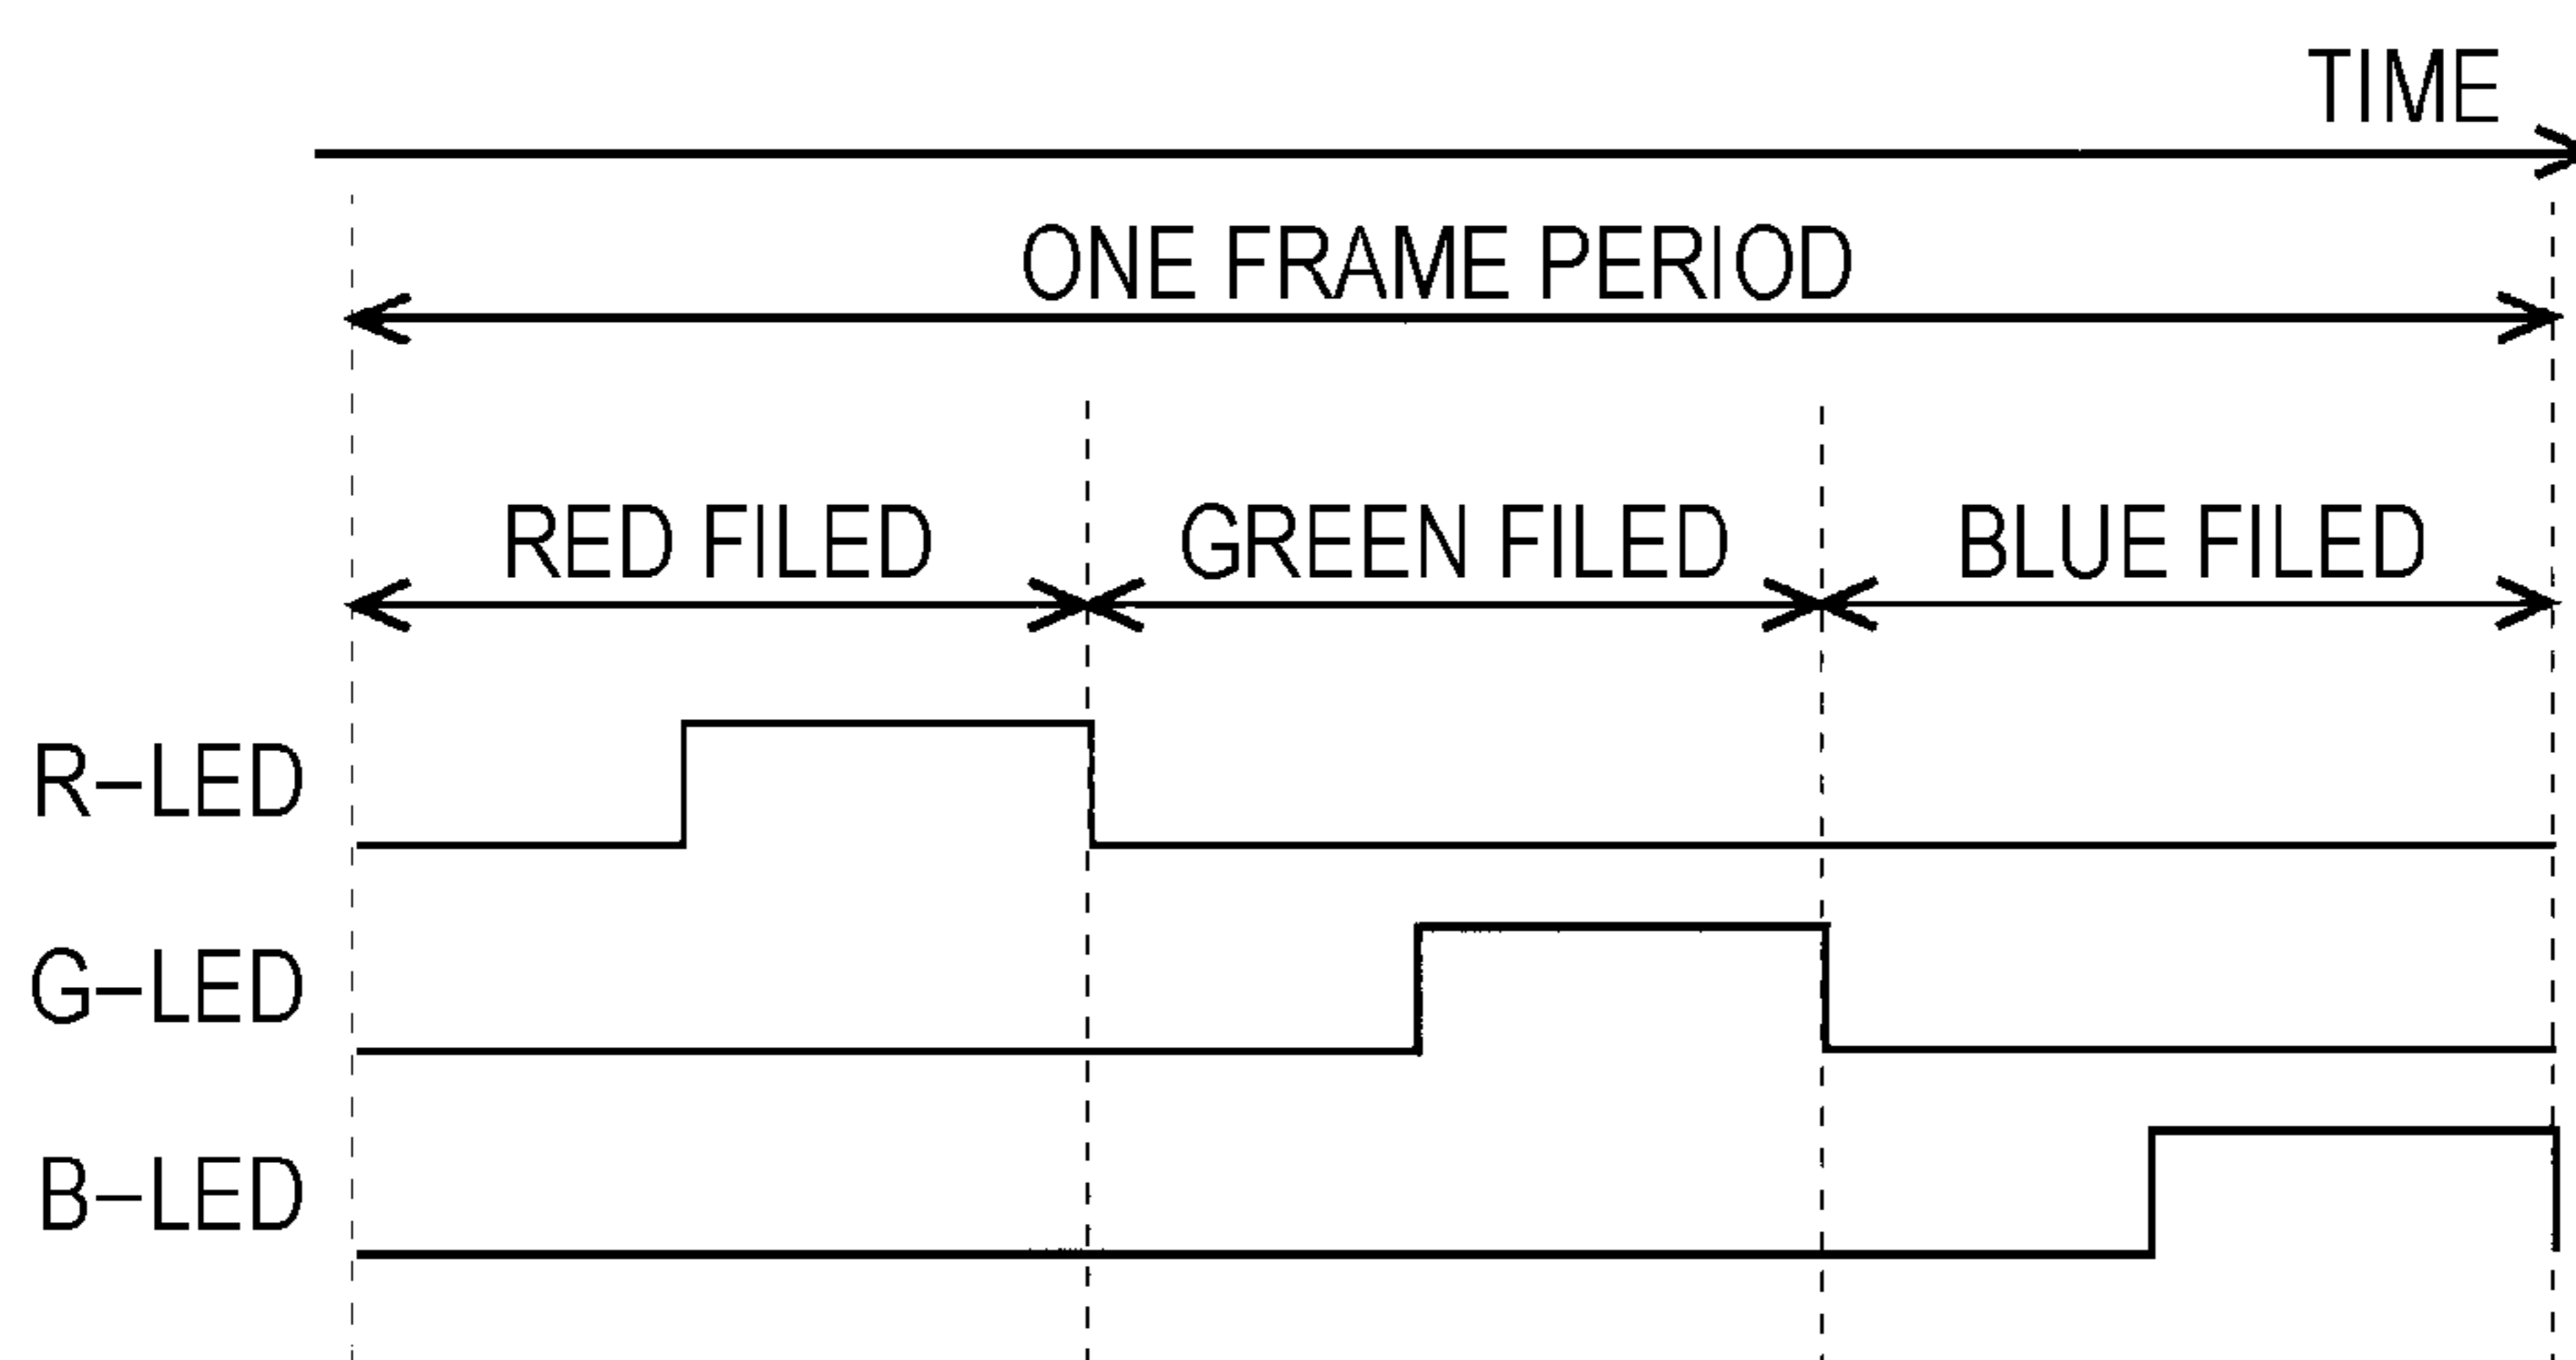 TIME
ONE FRAME PERIOD
RED FILED
GREEN FILED
BLUE FILED
R-LED
G-LED
B-LED